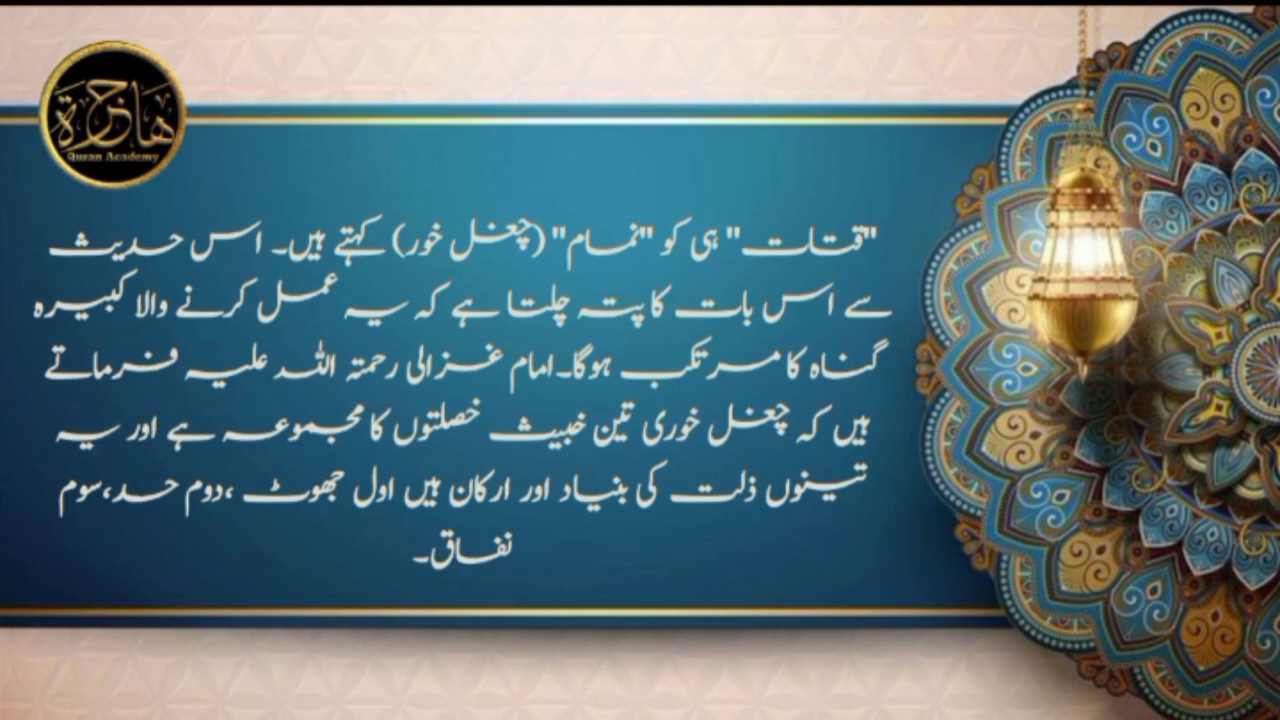 هاجرة
Quran Academy
"قتات" ہی کو "نمام" (چغل خور) کہتے ہیں۔ اس حدیث
سے اس بات کا پتہ چلتا ہے کہ یہ عمل کرنے والا کبیرہ
گناہ کا مرتکب ہوگا۔امام غزالی رحمتہ اللہ علیہ فرماتے
ہیں کہ چغل خوری تین خبیث خصلتوں کا مجموعہ ہے اور یہ
تینوں ذلت کی بنیاد اور ارکان ہیں اول جھوٹ ،دوم حسد،سوم
نفاق۔